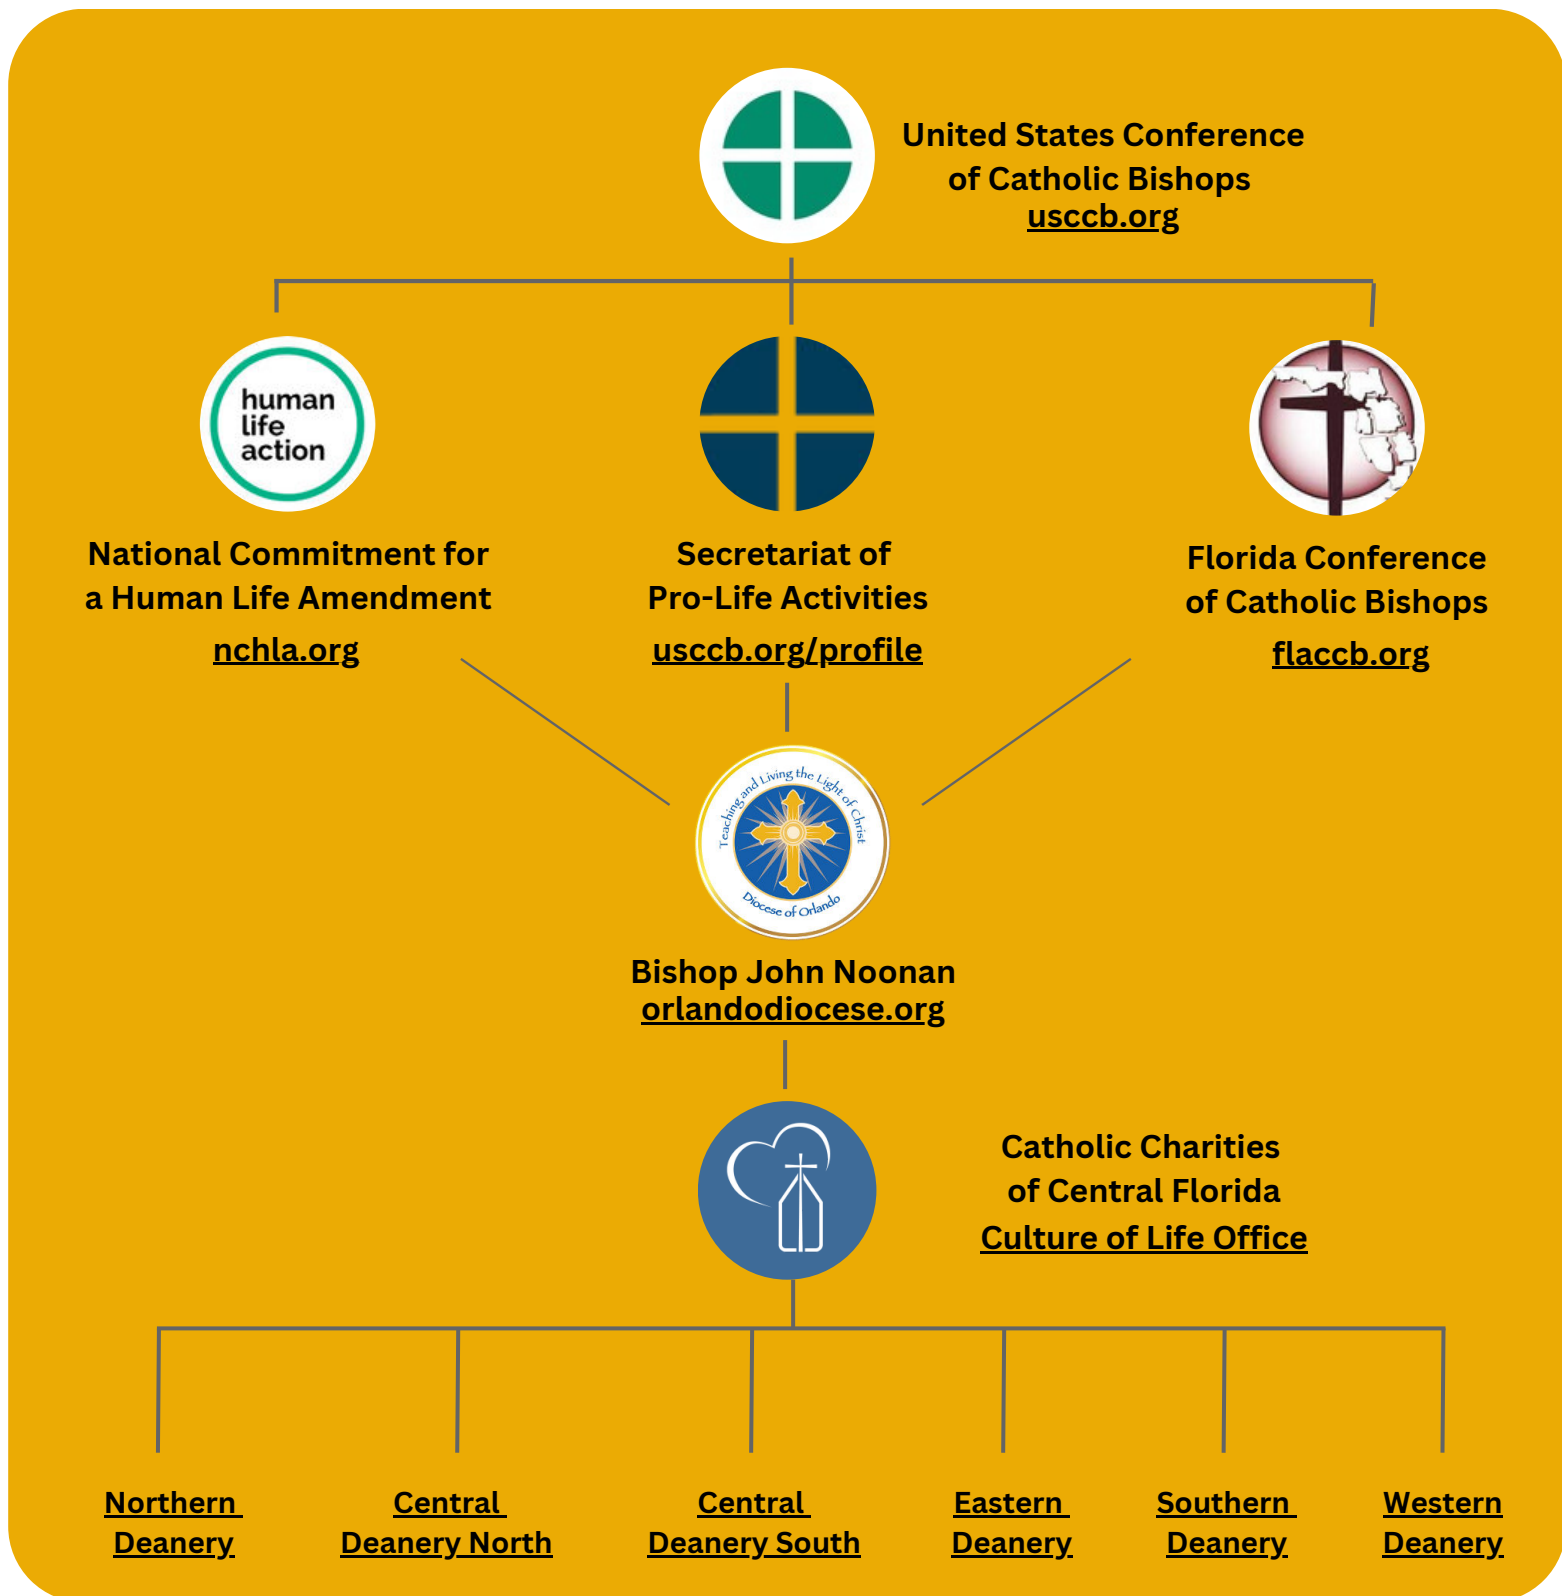 United States Conference
of Catholic Bishops
usccb.org
human
life
action
National Commitment for
a Human Life Amendment
nchla.org
Secretariat of
Pro-Life Activities
usccb.org/profile
Florida Conference
of Catholic Bishops
flaccb.org
Teaching and Living the Light of Christ
Diocese of Orlando
Bishop John Noonan
orlandodiocese.org
Catholic Charities
of Central Florida
Culture of Life Office
Northern
Deanery
Central
Deanery North
Central
Deanery South
Eastern
Deanery
Southern
Deanery
Western
Deanery